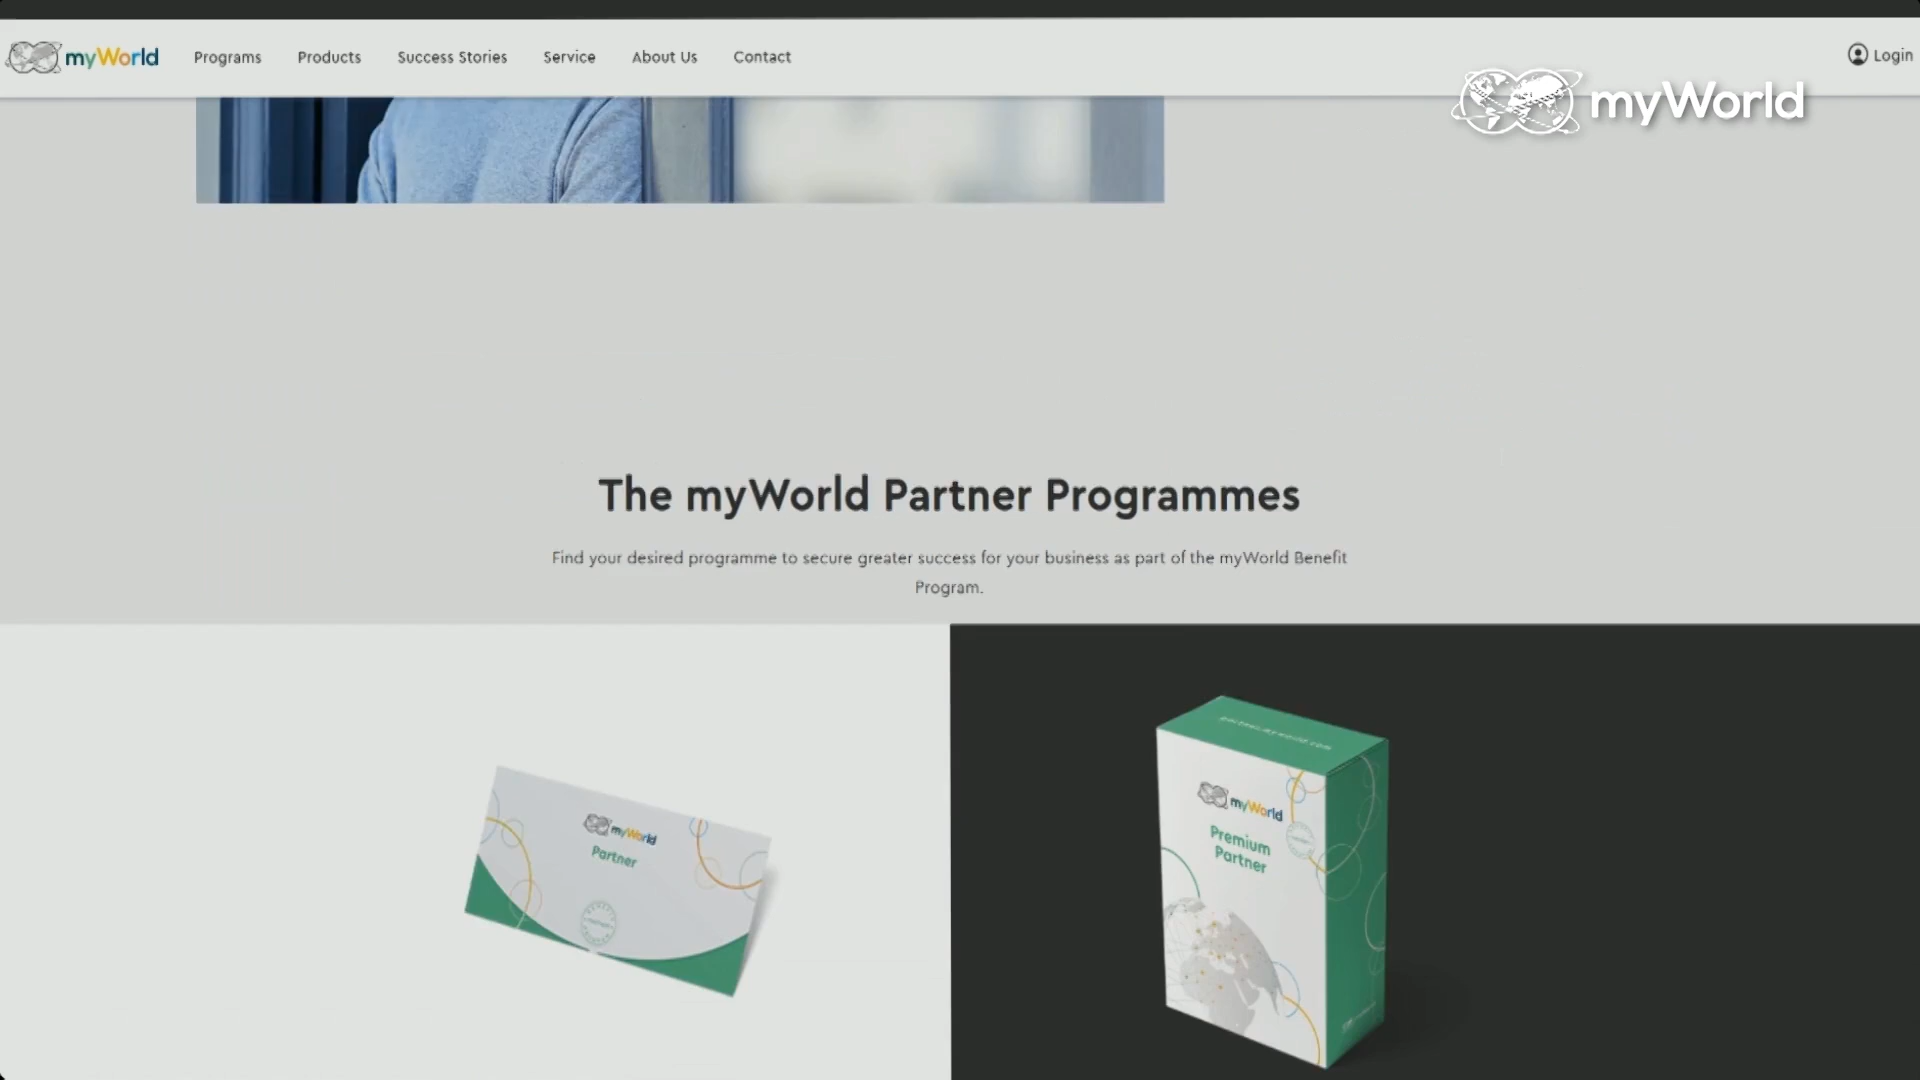 myWorld
Programs
Products
Success Stories
Service
About Us
Contact
Login
myWorld
The myWorld Partner Programmes
Find your desired programme to secure greater success for your business as part of the myWorld Benefit
Program.
myWorld
Partner
myWorld
Premium
Partner